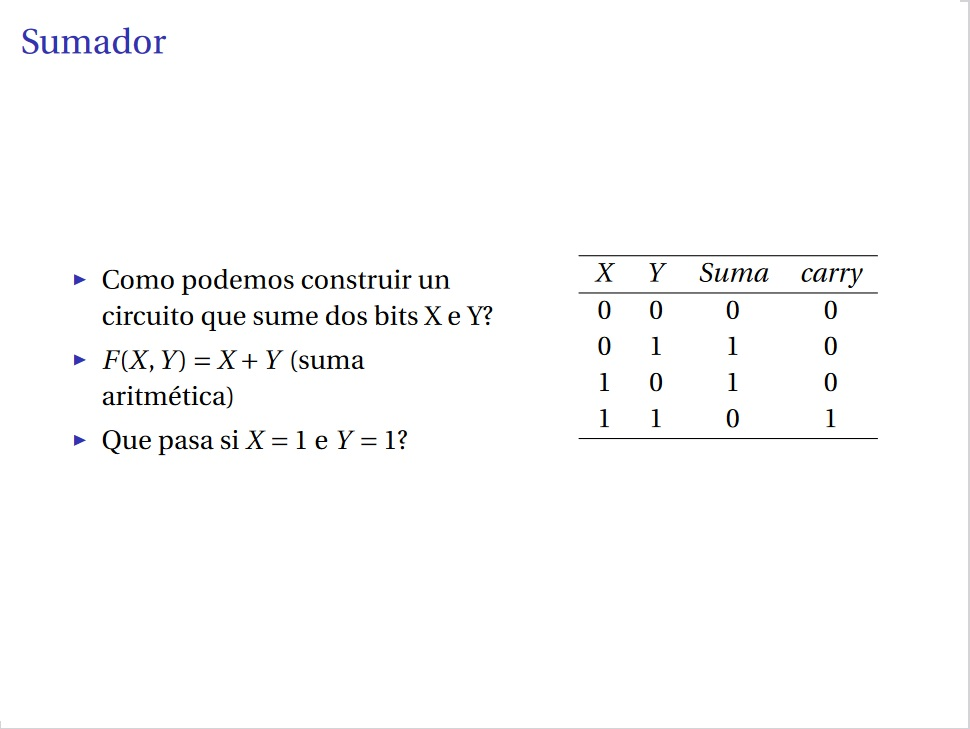 Sumador
▶ Como podemos construir un
circuito que sume dos bits X e Y?
▶ F(X, Y) = X + Y (suma
aritmética)
▶ Que pasa si X = 1 e Y = 1?
X Y Suma carry
0 0 0 0
0 1 1 0
1 0 1 0
1 1 0 1